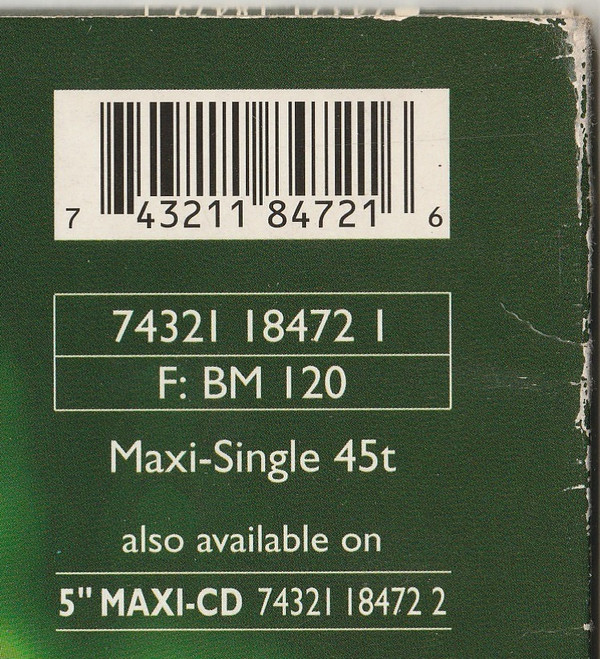 7 43211 84721 6
74321 18472 1
F: BM 120
Maxi-Single 45t
also available on
5" MAXI-CD 74321 18472 2